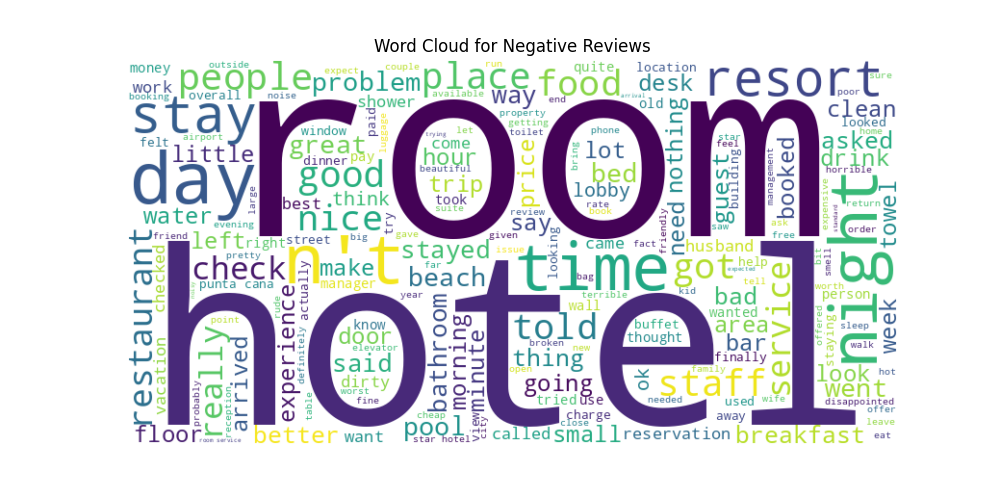 Word Cloud for Negative Reviews
money outside expect couple run quite location sure
work people problem place food desk resort poor
booking overall noise shower available way end old clean
stay room property getting toilet phone star looked
felt airport window paid luggage trying let arrival home
day little great hour come price lot nothing guest asked
dinner pay beautiful bring feel building drink horrible
large good trip bed management booked
best think took suite lobby saw expensive return
water nice try review rate book ask standard order towel
evening say friendly free night
friend left right street big gave given came fact need husband bit smell
restaurant checked pretty n't stayed issue looking time got help
check make far beach bag expected tell worth
punta cana manager actually year terrible kid wanted person
vacation hotel wall bad service offered week
point rude experience know bathroom morning minute told buffet area staying sleep
really arrived door elevator view broken thought bar walk
probably definitely said thing new finally look hot
dirty open family staff
reception worst going ok went disappointed
table fine tried use needed used wife offer
cheap city charge away leave
floor room service better want pool close called small reservation breakfast eat
star hotel